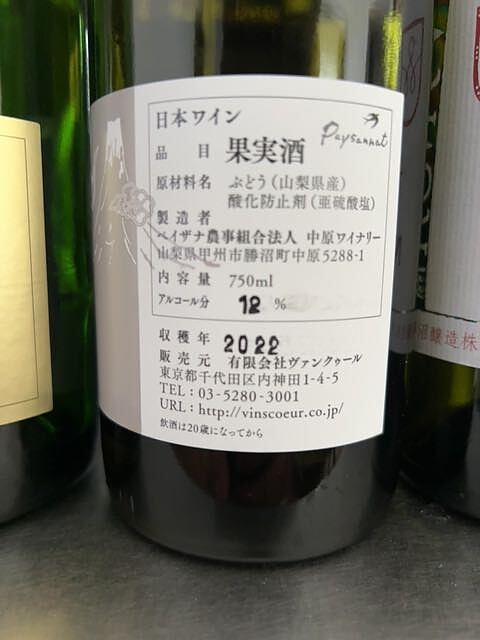 日本ワイン
Paysannat
品目 果実酒
原材料名 ぶどう(山梨県産)
酸化防止剤(亜硫酸塩)
製造者
ペイザナ農事組合法人 中原ワイナリー
山梨県甲州市勝沼町中原5288-1
内容量 750ml
アルコール分 12 %
収穫年 2022
販売元 有限会社ヴァンクゥール
東京都千代田区内神田1-4-5
TEL:03-5280-3001
URL:http://vinscoeur.co.jp/
飲酒は20歳になってから
沼醸造株